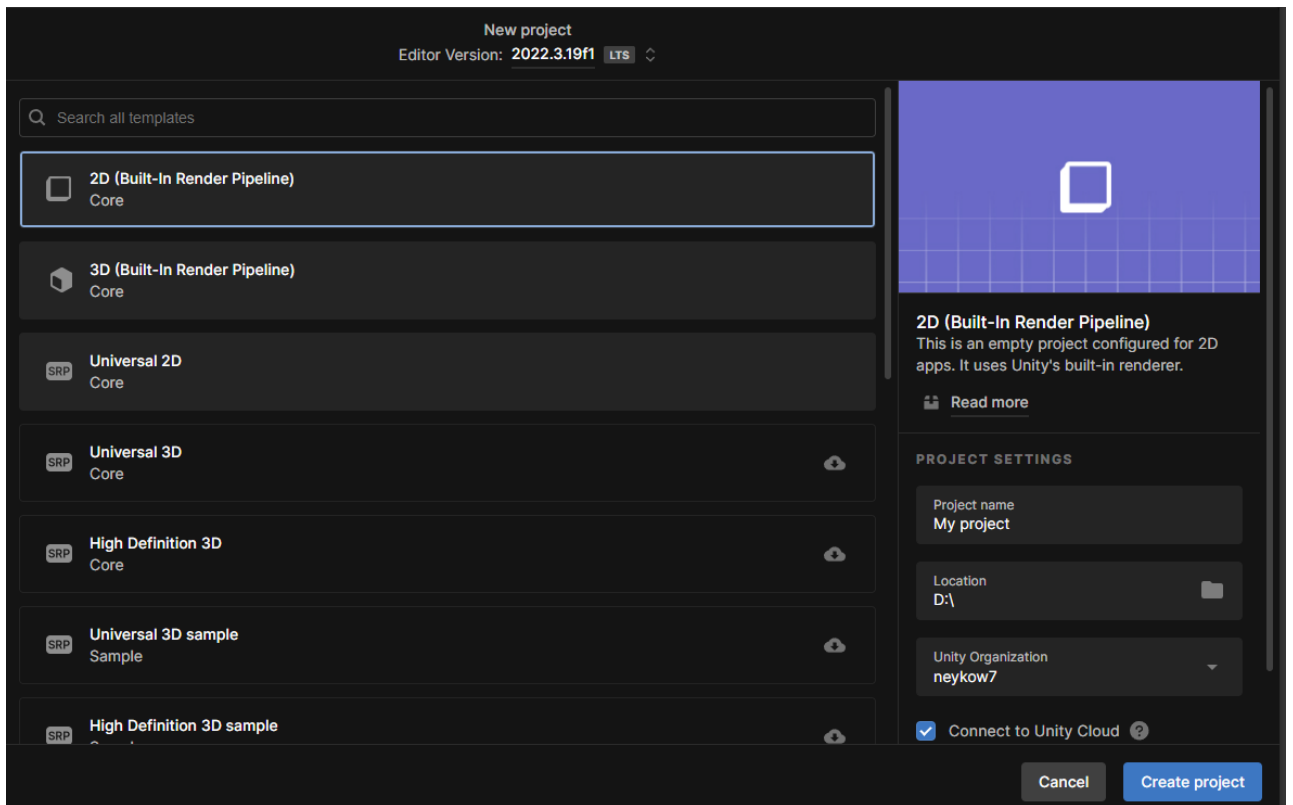 New project
Editor Version: 2022.3.19f1 LTS
Search all templates
2D (Built-In Render Pipeline)
Core
3D (Built-In Render Pipeline)
Core
Universal 2D
SRP
Core
Universal 3D
SRP
Core
High Definition 3D
SRP
Core
Universal 3D sample
SRP
Sample
High Definition 3D sample
SRP
2D (Built-In Render Pipeline)
This is an empty project configured for 2D
apps. It uses Unity's built-in renderer.
Read more
PROJECT SETTINGS
Project name
My project
Location
D:\
Unity Organization
neykow7
Connect to Unity Cloud ?
Cancel
Create project